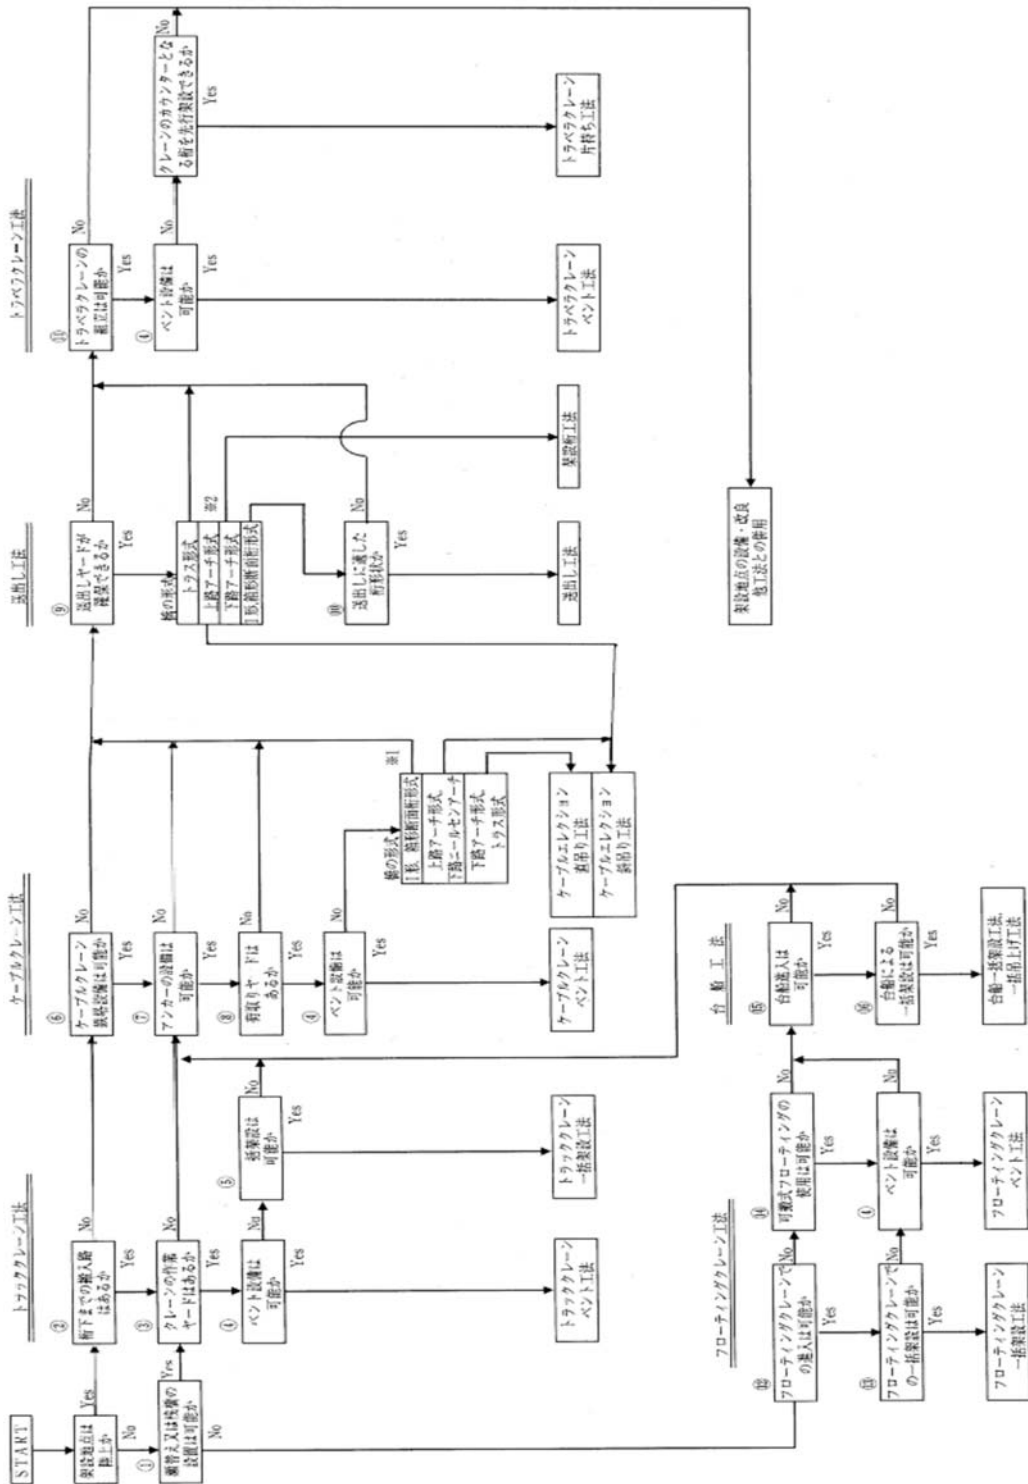 START
架設地点は
陸上か
Yes
No
①
瀬替え又は桟橋の
設置は可能か
Yes
No
トラッククレーン工法
②
桁下までの搬入路
はあるか
No
Yes
③
クレーンの作業
ヤードはあるか
No
Yes
④
ベント設備は
可能か
No
Yes
⑤
括架設は
可能か
No
Yes
トラッククレーン
ベント工法
トラッククレーン
一括架設工法
ケーブルクレーン工法
⑥
ケーブルクレーン
鉄塔設備は可能か
No
Yes
⑦
アンカーの設備は
可能か
No
Yes
⑧
荷取りヤードは
あるか
No
Yes
④
ベント設備は
可能か
No
Yes
橋の形式
※1
I形、箱形断面桁形式
上路アーチ形式、
下路ニールセンアーチ
下路アーチ形式、
トラス形式
ケーブルクレーン
ベント工法
ケーブルエレクション
直吊り工法
ケーブルエレクション
斜吊り工法
送出し工法
⑨
送出しヤードが
確保できるか
No
Yes
橋の形式
トラス形式
上路アーチ形式
※2
下路アーチ形式
I形、箱形断面桁形式
⑩
送出しに適した
桁形状か
No
Yes
送出し工法
架設桁工法
トラベラクレーン工法
⑪
トラベラクレーンの
組立は可能か
No
Yes
④
ベント設備は
可能か
No
Yes
クレーンのカウンターとな
る桁を先行架設できるか
No
Yes
トラベラクレーン
ベント工法
トラベラクレーン
片持ち工法
架設地点の設備・改良
他工法との併用
フローティングクレーン工法
⑫
フローティングクレーンで
の進入は可能か
No
Yes
⑬
フローティングクレーンで
の一括架設は可能か
No
Yes
⑭
可搬式フローティングの
使用は可能か
No
Yes
④
ベント設備は
可能か
No
Yes
フローティングクレーン
一括架設工法
フローティングクレーン
ベント工法
台船工法
⑮
台船進入は
可能か
No
Yes
⑯
台船による
一括架設は可能か
No
Yes
台船一括架設工法、
一括吊上げ工法